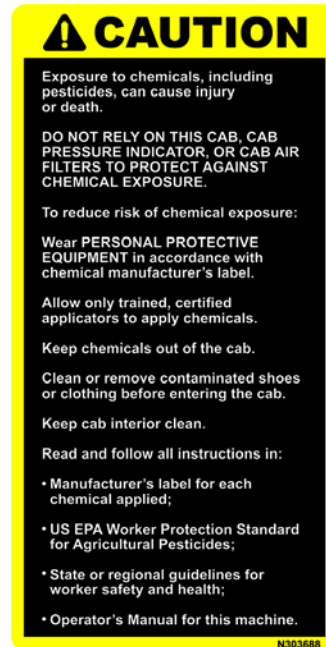 CAUTION
Exposure to chemicals, including
pesticides, can cause injury
or death.
DO NOT RELY ON THIS CAB, CAB
PRESSURE INDICATOR, OR CAB AIR
FILTERS TO PROTECT AGAINST
CHEMICAL EXPOSURE.
To reduce risk of chemical exposure:
Wear PERSONAL PROTECTIVE
EQUIPMENT in accordance with
chemical manufacturer's label.
Allow only trained, certified
applicators to apply chemicals.
Keep chemicals out of the cab.
Clean or remove contaminated shoes
or clothing before entering the cab.
Keep cab interior clean.
Read and follow all instructions in:
• Manufacturer's label for each
chemical applied;
• US EPA Worker Protection Standard
for Agricultural Pesticides;
• State or regional guidelines for
worker safety and health;
• Operator's Manual for this machine.
N303688